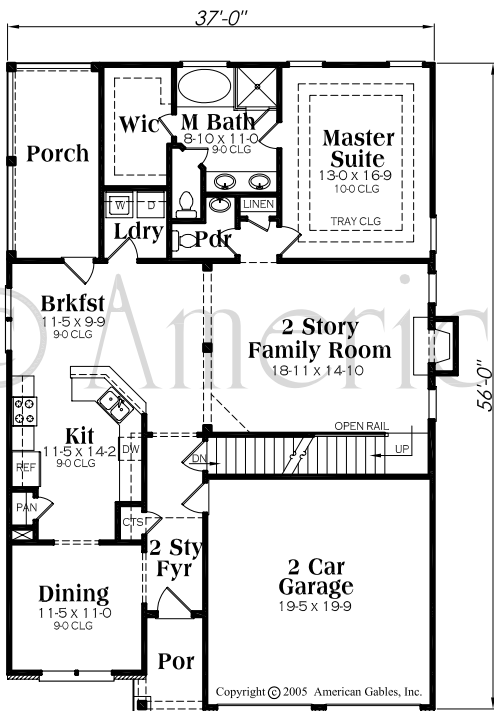 37'-0"
Wic
M Bath
8-10 x 11-0
9-0 CLG
Porch
Master
Suite
13-0 x 16-9
10-0 CLG
TRAY CLG
W
D
LINEN
Ldry
Pdr
Brkfst
11-5 x 9-9
9-0 CLG
© Americ
2 Story
Family Room
18-11 x 14-10
56'-0"
OPEN RAIL
Kit
11-5 x 14-2
9-0 CLG
DW
DN
UP
REF
PAN
CTS
2 Sty
Fyr
2 Car
Garage
19-5 x 19-9
Dining
11-5 x 11-0
9-0 CLG
Por
Copyright © 2005 American Gables, Inc.